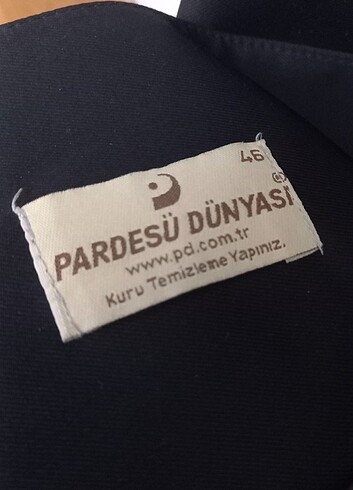 46
PARDESÜ DÜNYASI
www.pd.com.tr
Kuru Temizleme Yapınız.